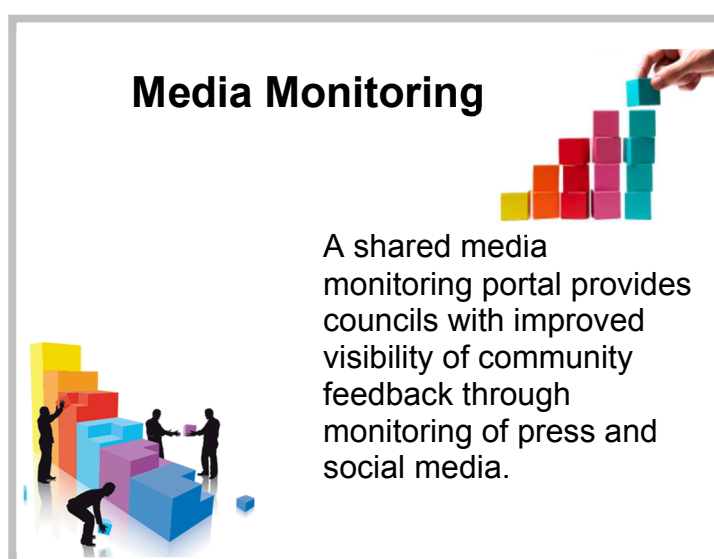 Media Monitoring
A shared media
monitoring portal provides
councils with improved
visibility of community
feedback through
monitoring of press and
social media.